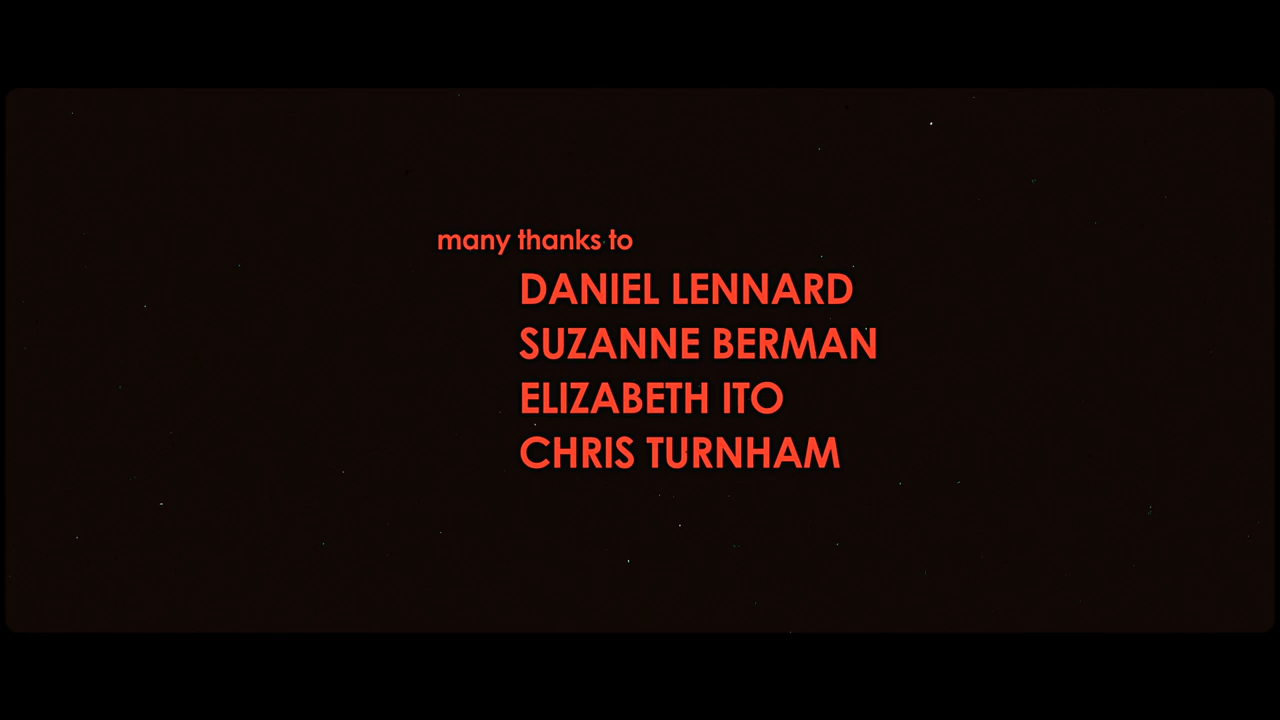 many thanks to
DANIEL LENNARD
SUZANNE BERMAN
ELIZABETH ITO
CHRIS TURNHAM